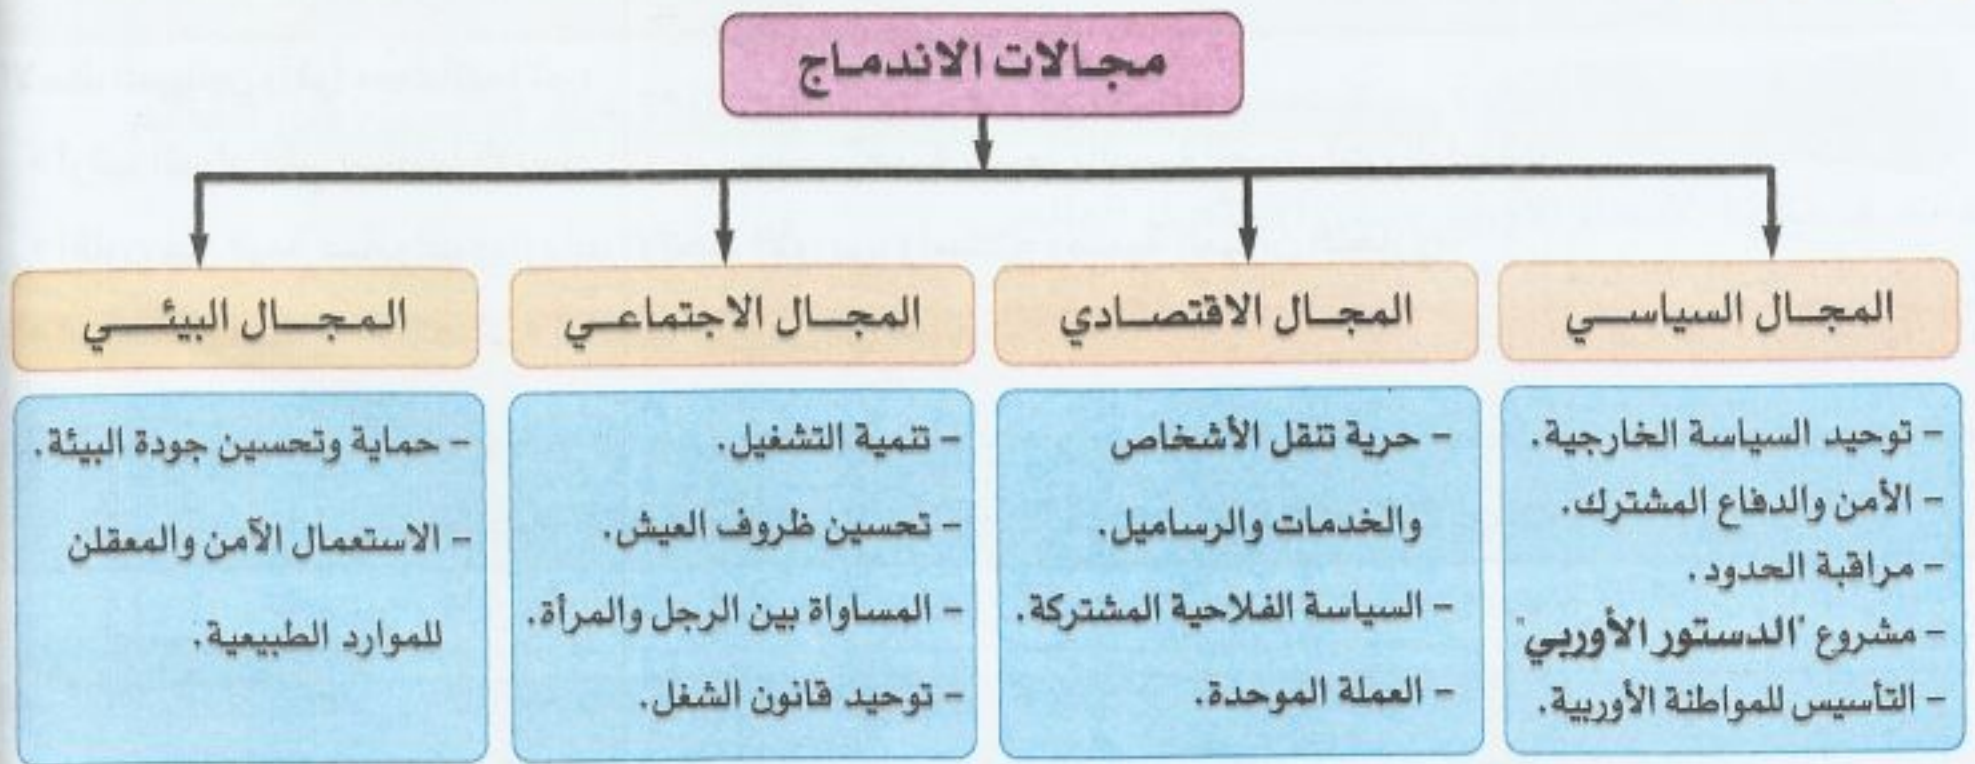 مجالات الاندماج
المجال السياسي
- توحيد السياسة الخارجية.
- الأمن والدفاع المشترك.
- مراقبة الحدود.
- مشروع "الدستور الأوربي"
- التأسيس للمواطنة الأوربية.
المجال الاقتصادي
- حرية تنقل الأشخاص
والخدمات والرساميل.
- السياسة الفلاحية المشتركة.
- العملة الموحدة.
المجال الاجتماعي
- تنمية التشغيل.
- تحسين ظروف العيش.
- المساواة بين الرجل والمرأة.
- توحيد قانون الشغل.
المجال البيئي
- حماية وتحسين جودة البيئة.
- الاستعمال الآمن والمعقلن
للموارد الطبيعية.